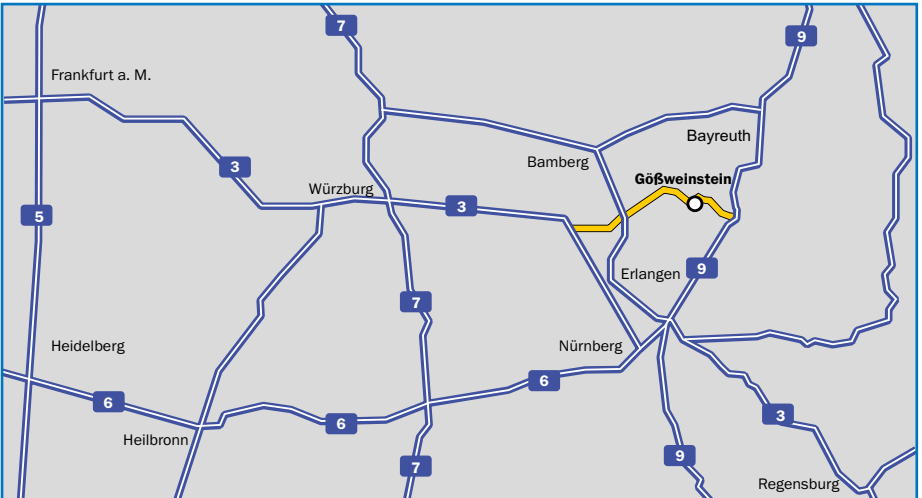 7
9
Frankfurt a. M.
Bayreuth
Bamberg
3
Gößweinstein
Würzburg
3
5
Erlangen
9
7
Heidelberg
Nürnberg
6
6
3
6
Heilbronn
9
7
Regensburg